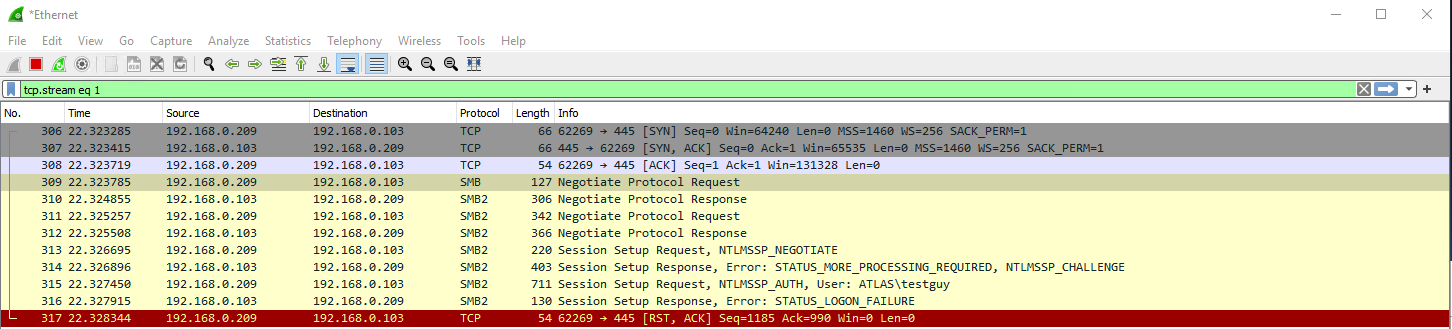 *Ethernet
File Edit View Go Capture Analyze Statistics Telephony Wireless Tools Help
tcp.stream eq 1
No. Time Source Destination Protocol Length Info
306 22.323285 192.168.0.209 192.168.0.103 TCP 66 62269 → 445 [SYN] Seq=0 Win=64240 Len=0 MSS=1460 WS=256 SACK_PERM=1
307 22.323415 192.168.0.103 192.168.0.209 TCP 66 445 → 62269 [SYN, ACK] Seq=0 Ack=1 Win=65535 Len=0 MSS=1460 WS=256 SACK_PERM=1
308 22.323719 192.168.0.209 192.168.0.103 TCP 54 62269 → 445 [ACK] Seq=1 Ack=1 Win=131328 Len=0
309 22.323785 192.168.0.209 192.168.0.103 SMB 127 Negotiate Protocol Request
310 22.324855 192.168.0.103 192.168.0.209 SMB2 306 Negotiate Protocol Response
311 22.325257 192.168.0.209 192.168.0.103 SMB2 342 Negotiate Protocol Request
312 22.325508 192.168.0.103 192.168.0.209 SMB2 366 Negotiate Protocol Response
313 22.326695 192.168.0.209 192.168.0.103 SMB2 220 Session Setup Request, NTLMSSP_NEGOTIATE
314 22.326896 192.168.0.103 192.168.0.209 SMB2 403 Session Setup Response, Error: STATUS_MORE_PROCESSING_REQUIRED, NTLMSSP_CHALLENGE
315 22.327450 192.168.0.209 192.168.0.103 SMB2 711 Session Setup Request, NTLMSSP_AUTH, User: ATLAS\testguy
316 22.327915 192.168.0.103 192.168.0.209 SMB2 130 Session Setup Response, Error: STATUS_LOGON_FAILURE
317 22.328344 192.168.0.209 192.168.0.103 TCP 54 62269 → 445 [RST, ACK] Seq=1185 Ack=990 Win=0 Len=0